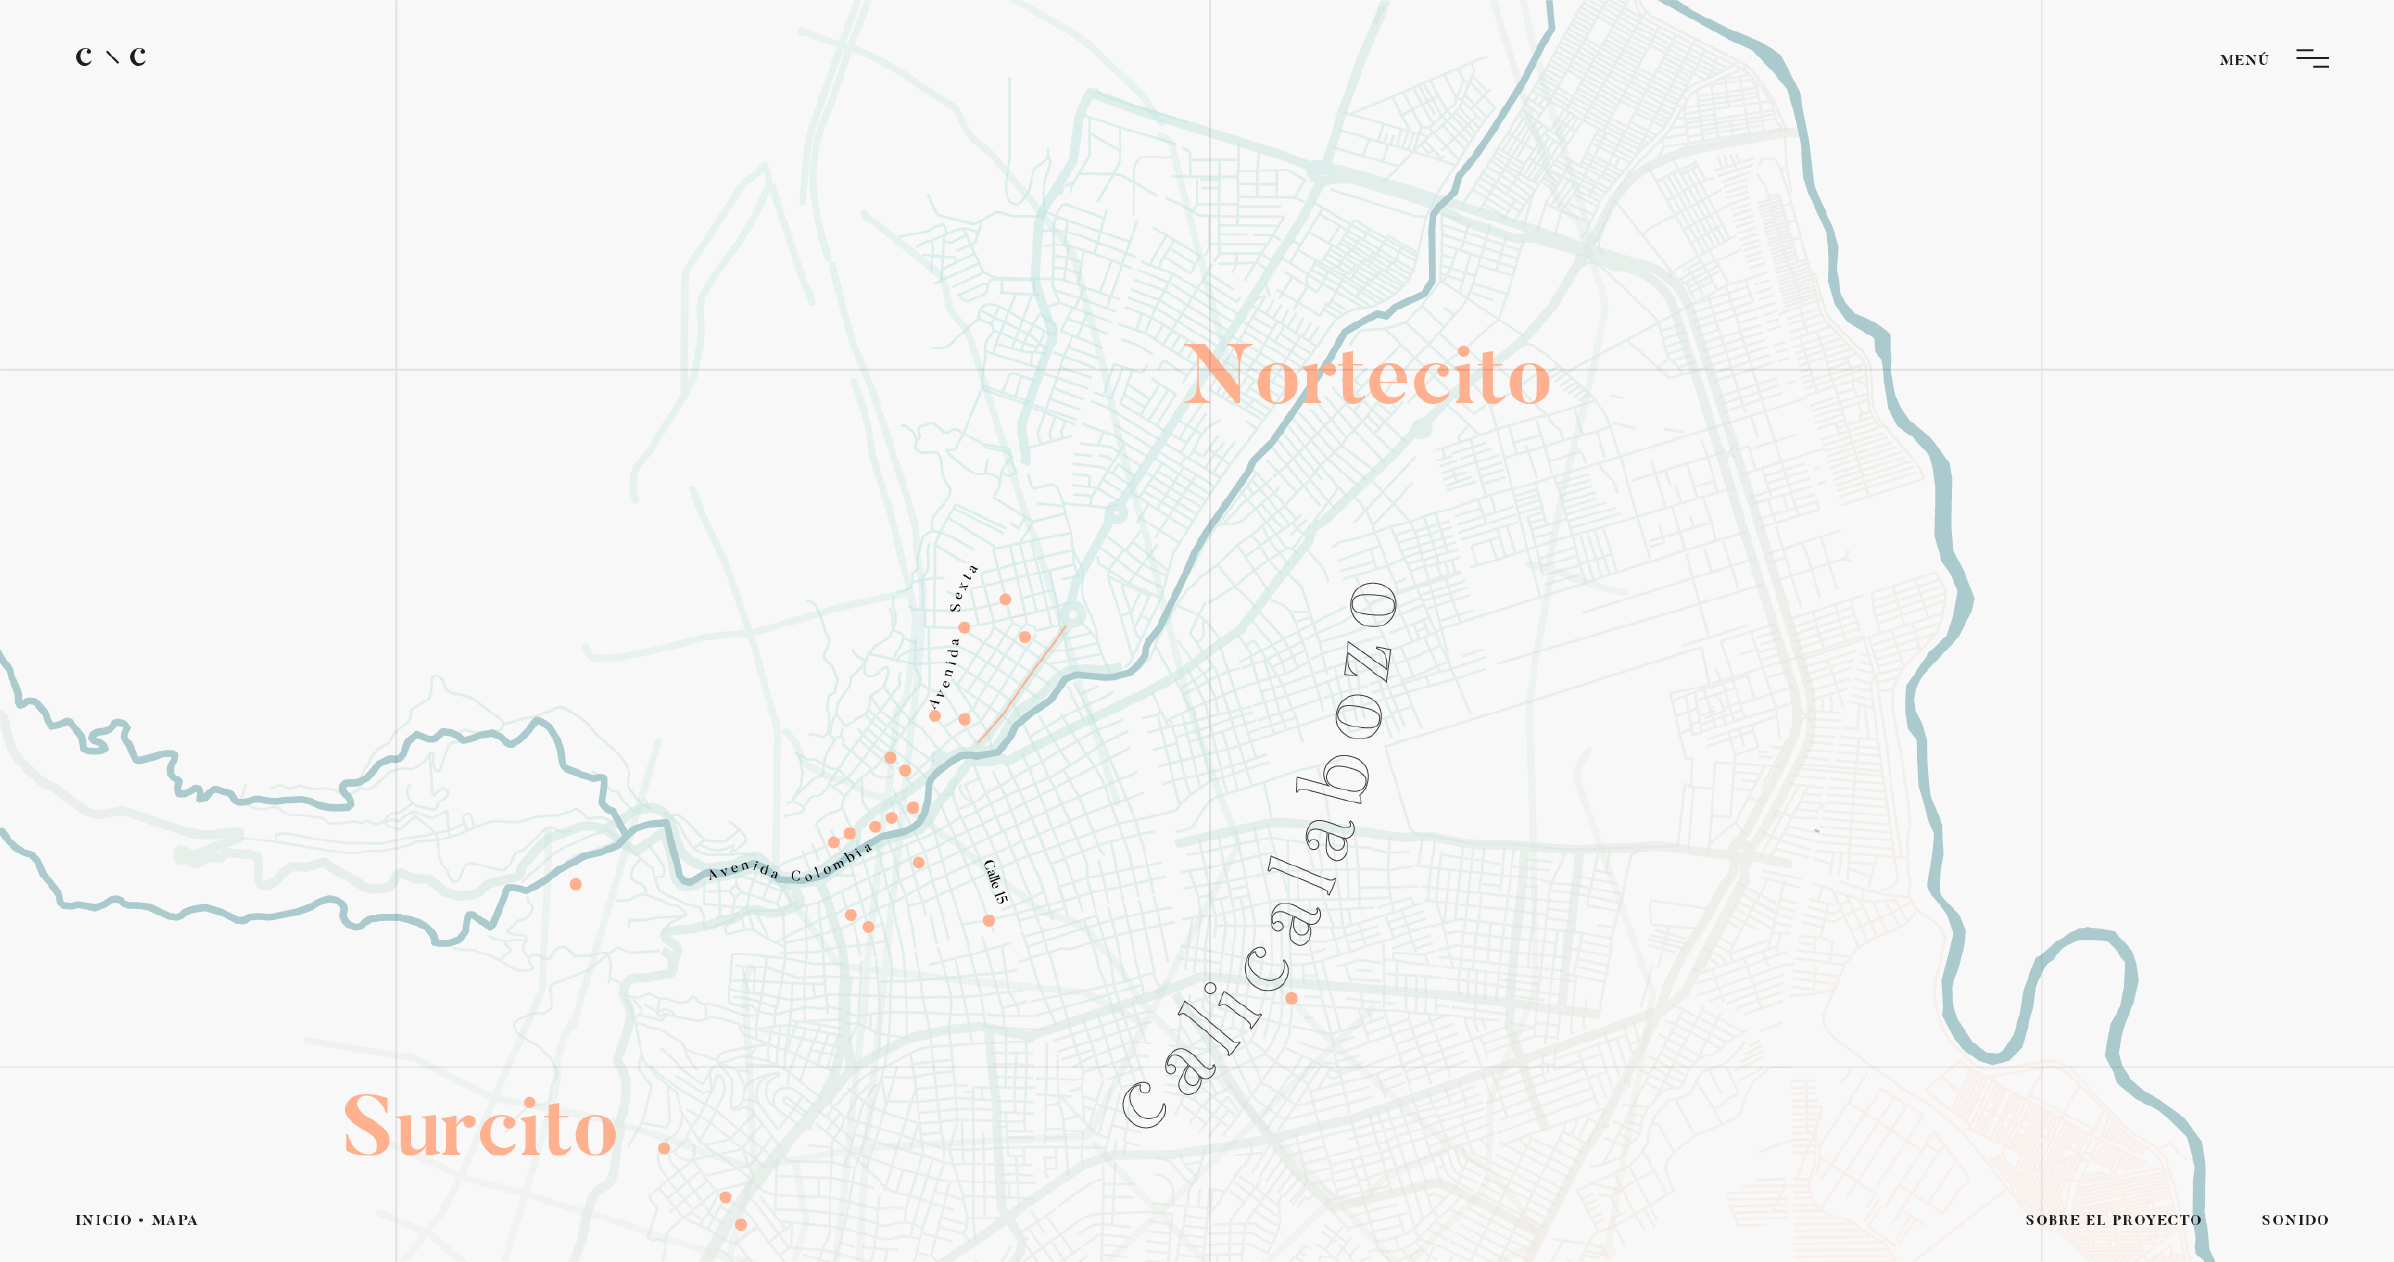 C \ C
MENÚ
Nortecito
Avenida Sexta
Calicalabozo
Avenida Colombia
Calle 15
Surcito
INICIO • MAPA
SOBRE EL PROYECTO
SONIDO